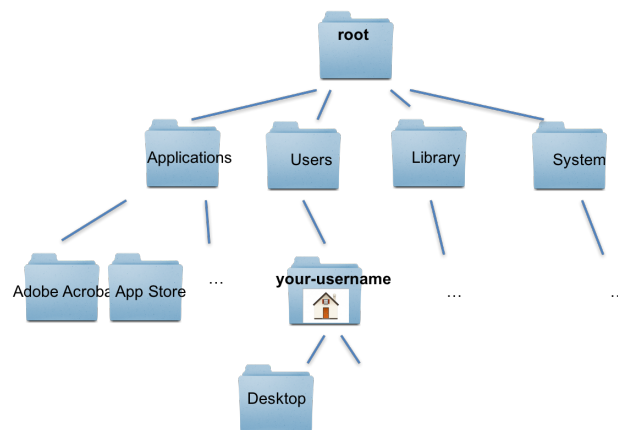 root
Applications
Users
Library
System
Adobe Acroba
App Store
...
your-username
...
...
Desktop